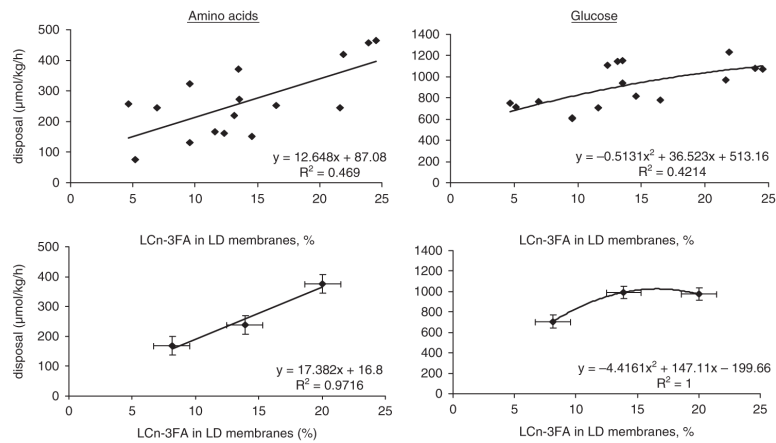 Amino acids
Glucose
disposal (μmol/kg/h)
500
400
300
200
100
0
0 5 10 15 20 25
y = 12.648x + 87.08
R² = 0.469
LCn-3FA in LD membranes, %
1400
1200
1000
800
600
400
200
0
0 5 10 15 20 25
y = –0.5131x² + 36.523x + 513.16
R² = 0.4214
LCn-3FA in LD membranes, %
disposal (μmol/kg/h)
500
400
300
200
100
0
0 5 10 15 20 25
y = 17.382x + 16.8
R² = 0.9716
LCn-3FA in LD membranes (%)
1400
1200
1000
800
600
400
200
0
0 5 10 15 20 25
y = –4.4161x² + 147.11x – 199.66
R² = 1
LCn-3FA in LD membranes, %